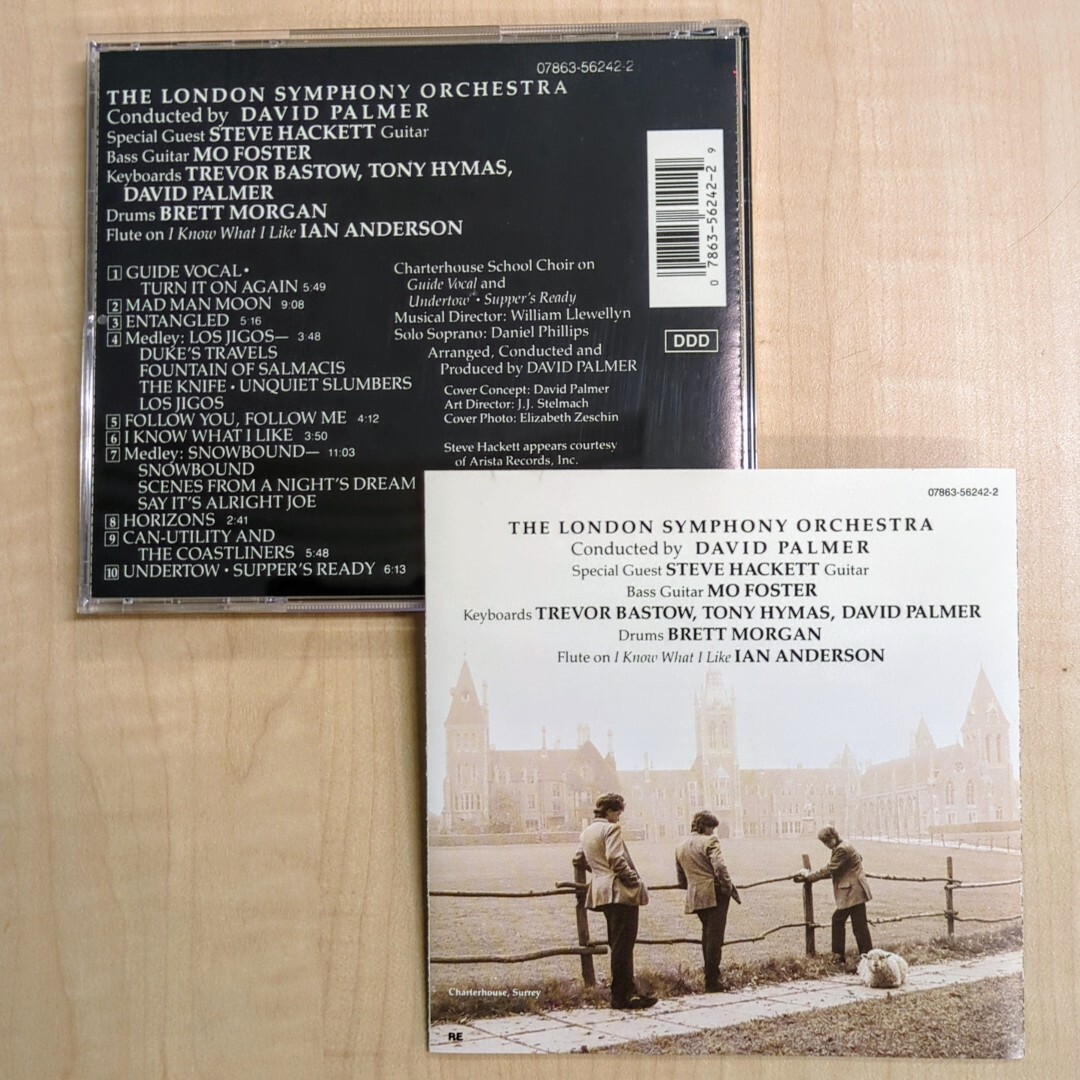 07863-56242-2
THE LONDON SYMPHONY ORCHESTRA
Conducted by DAVID PALMER
Special Guest STEVE HACKETT Guitar
Bass Guitar MO FOSTER
Keyboards TREVOR BASTOW, TONY HYMAS,
DAVID PALMER
Drums BRETT MORGAN
Flute on I Know What I Like IAN ANDERSON
1 GUIDE VOCAL •
TURN IT ON AGAIN 5:49
2 MAD MAN MOON 9:08
3 ENTANGLED 5:16
4 Medley: LOS JIGOS— 3:48
DUKE'S TRAVELS
FOUNTAIN OF SALMACIS
THE KNIFE • UNQUIET SLUMBERS
LOS JIGOS
5 FOLLOW YOU, FOLLOW ME 4:12
6 I KNOW WHAT I LIKE 3:50
7 Medley: SNOWBOUND— 11:03
SNOWBOUND
SCENES FROM A NIGHT'S DREAM
SAY IT'S ALRIGHT JOE
8 HORIZONS 2:41
9 CAN-UTILITY AND
THE COASTLINERS 5:48
10 UNDERTOW • SUPPER'S READY 6:13
Charterhouse School Choir on
Guide Vocal and
Undertow • Supper's Ready
Musical Director: William Llewellyn
Solo Soprano: Daniel Phillips
Arranged, Conducted and
Produced by DAVID PALMER
Cover Concept: David Palmer
Art Director: J.J. Stelmach
Cover Photo: Elizabeth Zeschin
Steve Hackett appears courtesy
of Arista Records, Inc.
0 7863-56242-2 9
DDD
07863-56242-2
THE LONDON SYMPHONY ORCHESTRA
Conducted by DAVID PALMER
Special Guest STEVE HACKETT Guitar
Bass Guitar MO FOSTER
Keyboards TREVOR BASTOW, TONY HYMAS, DAVID PALMER
Drums BRETT MORGAN
Flute on I Know What I Like IAN ANDERSON
Charterhouse, Surrey
RE